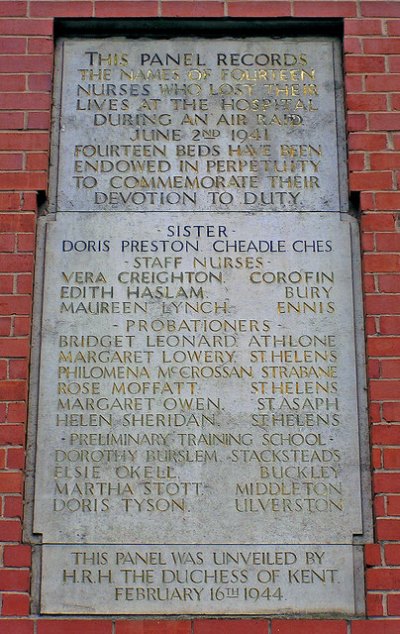 THIS PANEL RECORDS
THE NAMES OF FOURTEEN
NURSES WHO LOST THEIR
LIVES AT THE HOSPITAL
DURING AN AIR RAID.
JUNE 2ND 1941
FOURTEEN BEDS HAVE BEEN
ENDOWED IN PERPETUITY
TO COMMEMORATE THEIR
DEVOTION TO DUTY.
- SISTER -
DORIS PRESTON CHEADLE CHES
- STAFF NURSES -
VERA CREIGHTON. COROFIN
EDITH HASLAM. BURY
MAUREEN LYNCH. ENNIS
- PROBATIONERS -
BRIDGET LEONARD. ATHLONE
MARGARET LOWERY. ST. HELENS
PHILOMENA MCCROSSAN. STRABANE
ROSE MOFFATT. ST. HELENS
MARGARET OWEN. ST. ASAPH
HELEN SHERIDAN. ST. HELENS
- PRELIMINARY TRAINING SCHOOL -
DOROTHY BURSLEM. STACKSTEADS
ELSIE OKELL. BUCKLEY
MARTHA STOTT. MIDDLETON
DORIS TYSON. ULVERSTON
THIS PANEL WAS UNVEILED BY
H.R.H. THE DUCHESS OF KENT.
FEBRUARY 16TH 1944.